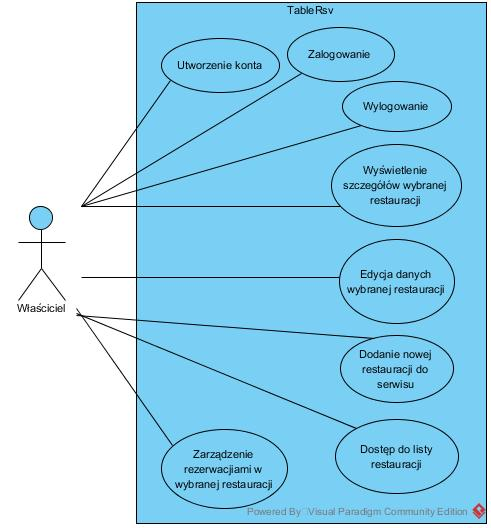 TableRsv
Utworzenie konta
Zalogowanie
Wylogowanie
Wyświetlenie
szczegółów wybranej
restauracji
Właściciel
Edycja danych
wybranej restauracji
Dodanie nowej
restauracji do
serwisu
Zarządzenie
rezerwacjiami w
wybranej restauracji
Dostęp do listy
restauracji
Powered By Visual Paradigm Community Edition